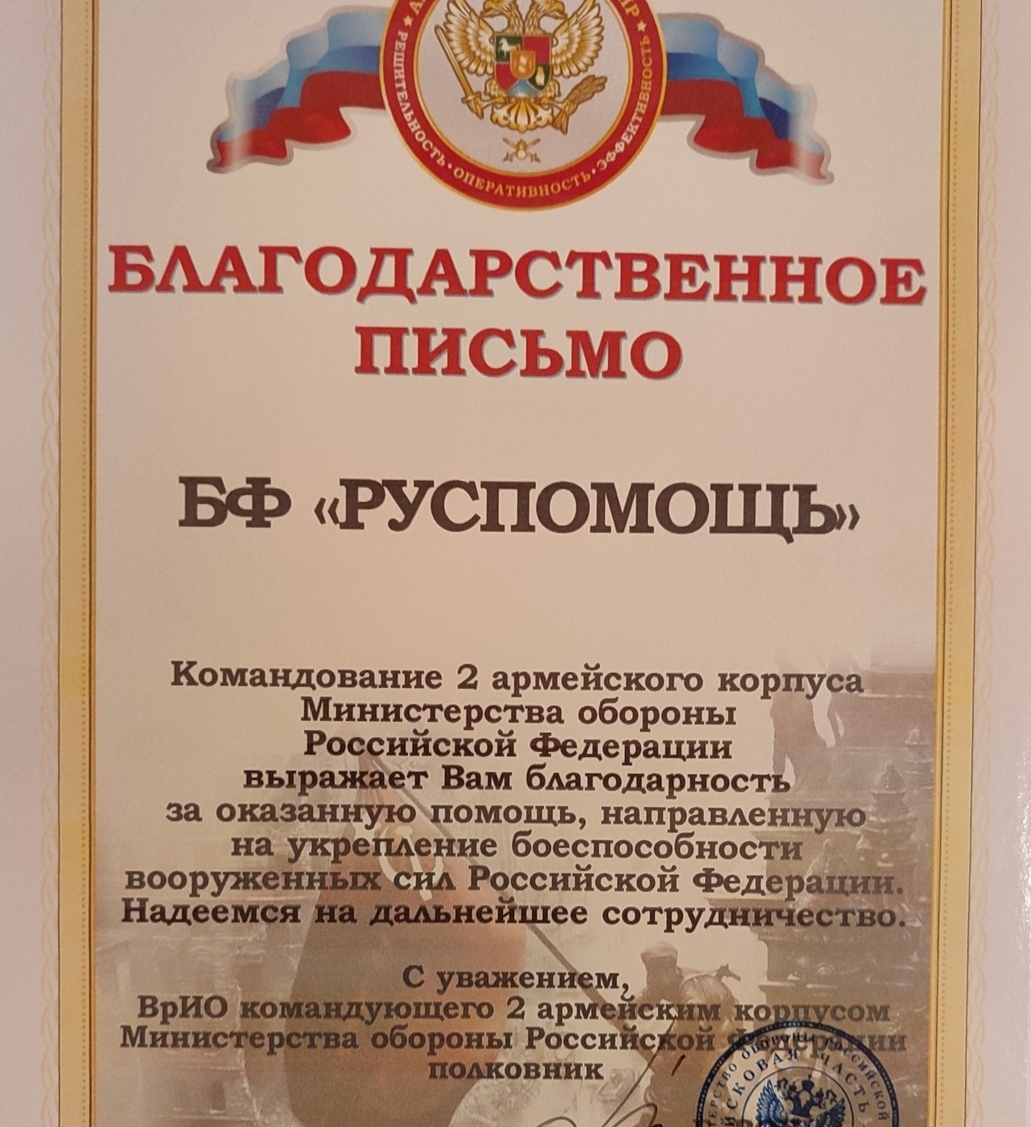 РЕШИТЕЛЬНОСТЬ • ОПЕРАТИВНОСТЬ • ЭФФЕКТИВНОСТЬ
БЛАГОДАРСТВЕННОЕ
ПИСЬМО
БФ «РУСПОМОЩЬ»
Командование 2 армейского корпуса
Министерства обороны
Российской Федерации
выражает Вам благодарность
за оказанную помощь, направленную
на укрепление боеспособности
вооруженных сил Российской Федерации.
Надеемся на дальнейшее сотрудничество.
С уважением,
ВрИО командующего 2 армейским корпусом
Министерства обороны Российской Федерации
полковник